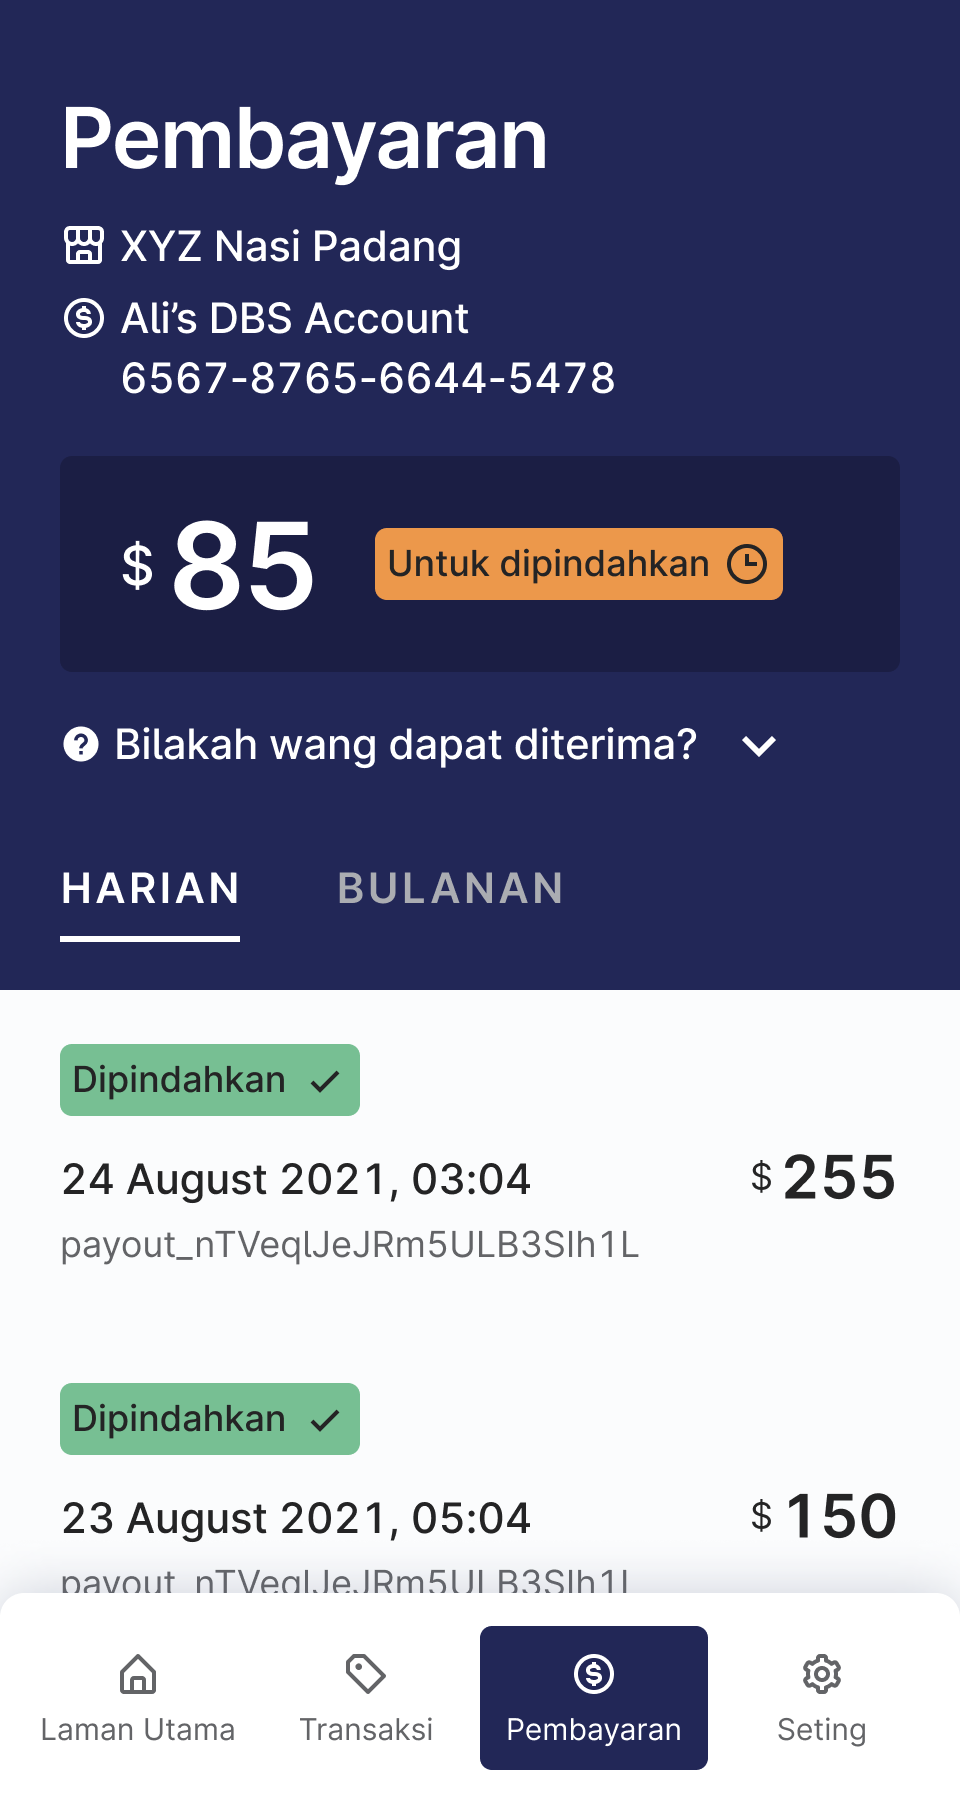 Pembayaran
XYZ Nasi Padang
Ali’s DBS Account
6567-8765-6644-5478
$ 85 Untuk dipindahkan
Bilakah wang dapat diterima?
HARIAN BULANAN
Dipindahkan
24 August 2021, 03:04 $ 255
payout_nTVeqlJeJRm5ULB3SIh1L
Dipindahkan
23 August 2021, 05:04 $ 150
payout_nTVeqlJeJRm5ULB3SIh1L
Laman Utama Transaksi Pembayaran Seting